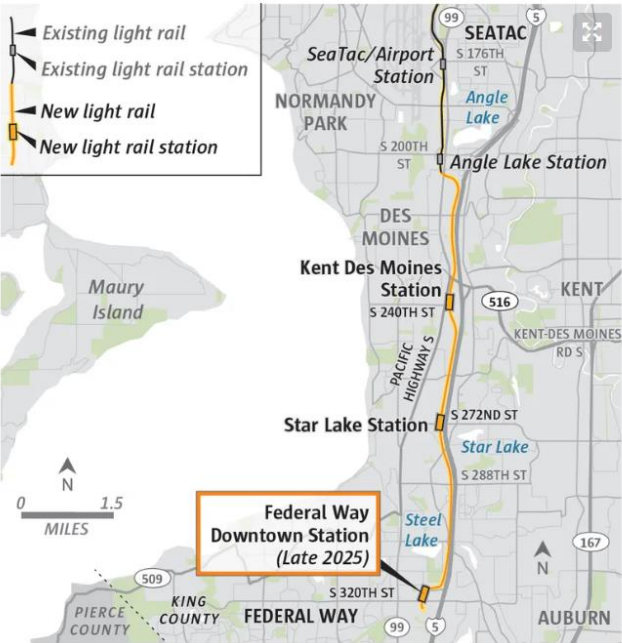 Existing light rail
Existing light rail station
New light rail
New light rail station
99
5
SEATAC
SeaTac/Airport
Station
S 176TH
ST
NORMANDY
PARK
Angle
Lake
S 200TH
ST
Angle Lake Station
DES
MOINES
Kent Des Moines
Station
S 240TH ST
516
KENT
Maury
Island
KENT-DES MOINES
RD S
PACIFIC
HIGHWAY S
Star Lake Station
S 272ND ST
Star Lake
S 288TH ST
N
0 1.5
MILES
Federal Way
Downtown Station
(Late 2025)
Steel
Lake
N
167
509
S 320TH ST
PIERCE
COUNTY
KING
COUNTY
FEDERAL WAY
99
5
AUBURN